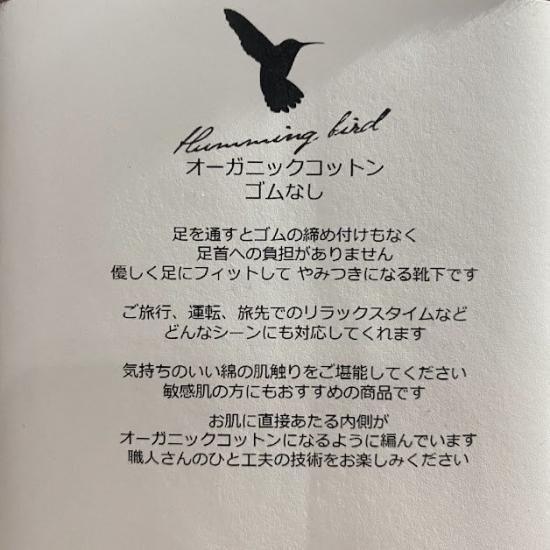 Humming bird
オーガニックコットン
ゴムなし
足を通すとゴムの締め付けもなく
足首への負担がありません
優しく足にフィットして やみつきになる靴下です
ご旅行、運転、旅先でのリラックスタイムなど
どんなシーンにも対応してくれます
気持ちのいい綿の肌触りをご堪能してください
敏感肌の方にもおすすめの商品です
お肌に直接あたる内側が
オーガニックコットンになるように編んでいます
職人さんのひと工夫の技術をお楽しみください